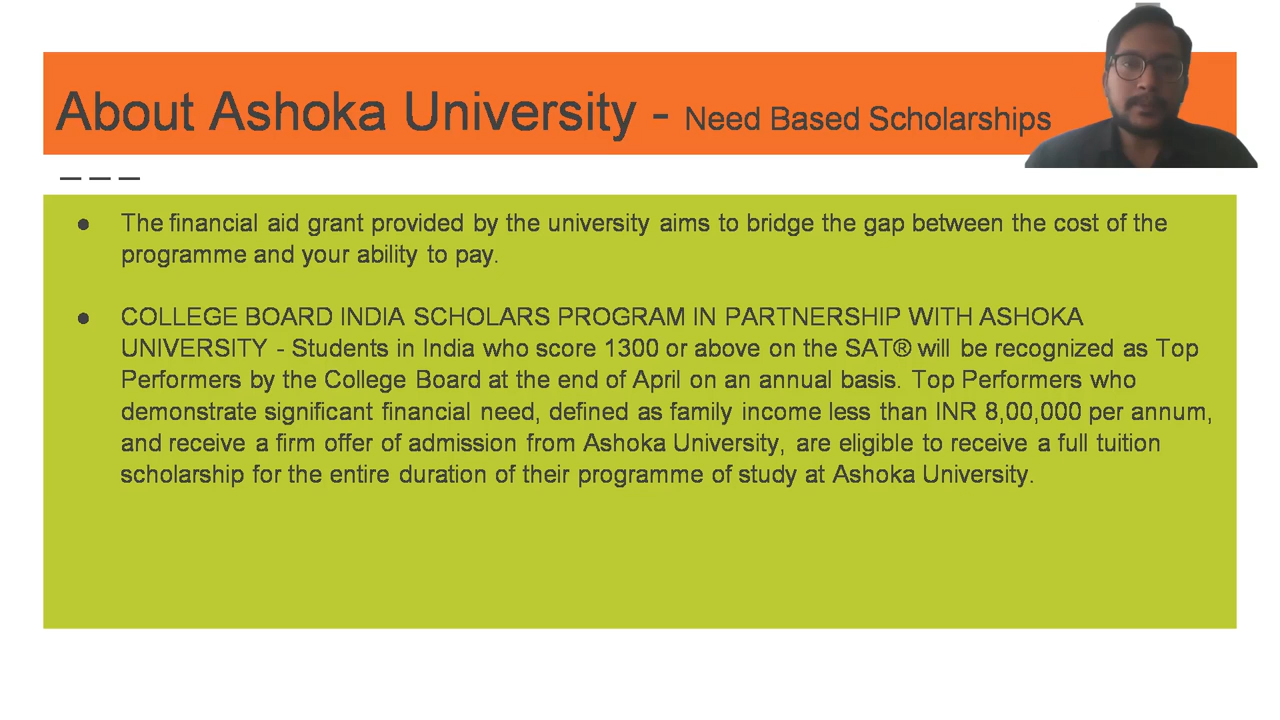 About Ashoka University - Need Based Scholarships
● The financial aid grant provided by the university aims to bridge the gap between the cost of the
programme and your ability to pay.
● COLLEGE BOARD INDIA SCHOLARS PROGRAM IN PARTNERSHIP WITH ASHOKA
UNIVERSITY - Students in India who score 1300 or above on the SAT® will be recognized as Top
Performers by the College Board at the end of April on an annual basis. Top Performers who
demonstrate significant financial need, defined as family income less than INR 8,00,000 per annum,
and receive a firm offer of admission from Ashoka University, are eligible to receive a full tuition
scholarship for the entire duration of their programme of study at Ashoka University.